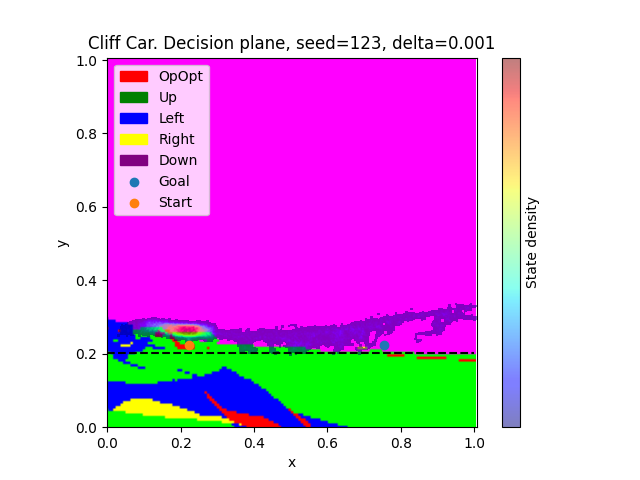 Cliff Car. Decision plane, seed=123, delta=0.001
1.0
0.8
0.6
0.4
0.2
0.0
y
OpOpt
Up
Left
Right
Down
Goal
Start
State density
0.0
0.2
0.4
0.6
0.8
1.0
x